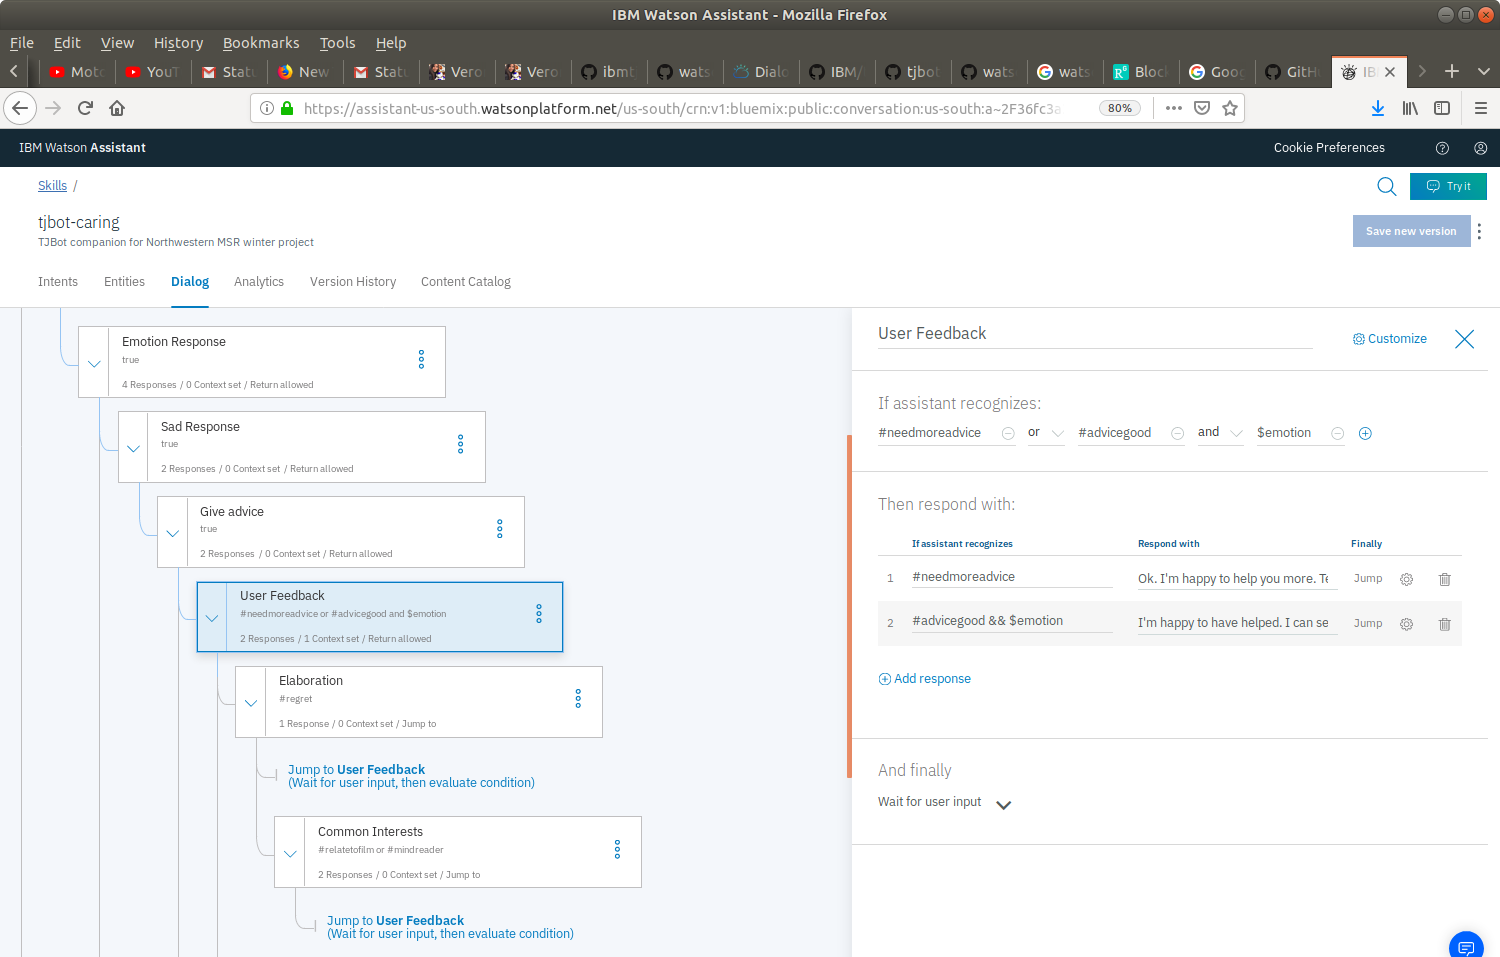 IBM Watson Assistant - Mozilla Firefox
File Edit View History Bookmarks Tools Help
Moto YouT Statu New Statu Vero Vero ibmtj wats Dialo IBM/ tjbot wats wats Bloc Goog GitHu IB
https://assistant-us-south.watsonplatform.net/us-south/crn:v1:bluemix:public:conversation:us-south:a~2F36fc3a 80%
IBM Watson Assistant Cookie Preferences
Skills / Try it
tjbot-caring
TJBot companion for Northwestern MSR winter project Save new version
Intents Entities Dialog Analytics Version History Content Catalog
Emotion Response
true
4 Responses / 0 Context set / Return allowed
Sad Response
true
2 Responses / 0 Context set / Return allowed
Give advice
true
2 Responses / 0 Context set / Return allowed
User Feedback
#needmoreadvice or #advicegood and $emotion
2 Responses / 1 Context set / Return allowed
Elaboration
#regret
1 Response / 0 Context set / Jump to
Jump to User Feedback
(Wait for user input, then evaluate condition)
Common Interests
#relatetofilm or #mindreader
2 Responses / 0 Context set / Jump to
Jump to User Feedback
(Wait for user input, then evaluate condition)
User Feedback Customize
If assistant recognizes:
#needmoreadvice or #advicegood and $emotion
Then respond with:
If assistant recognizes Respond with Finally
1 #needmoreadvice Ok. I'm happy to help you more. Te Jump
2 #advicegood && $emotion I'm happy to have helped. I can se Jump
Add response
And finally
Wait for user input